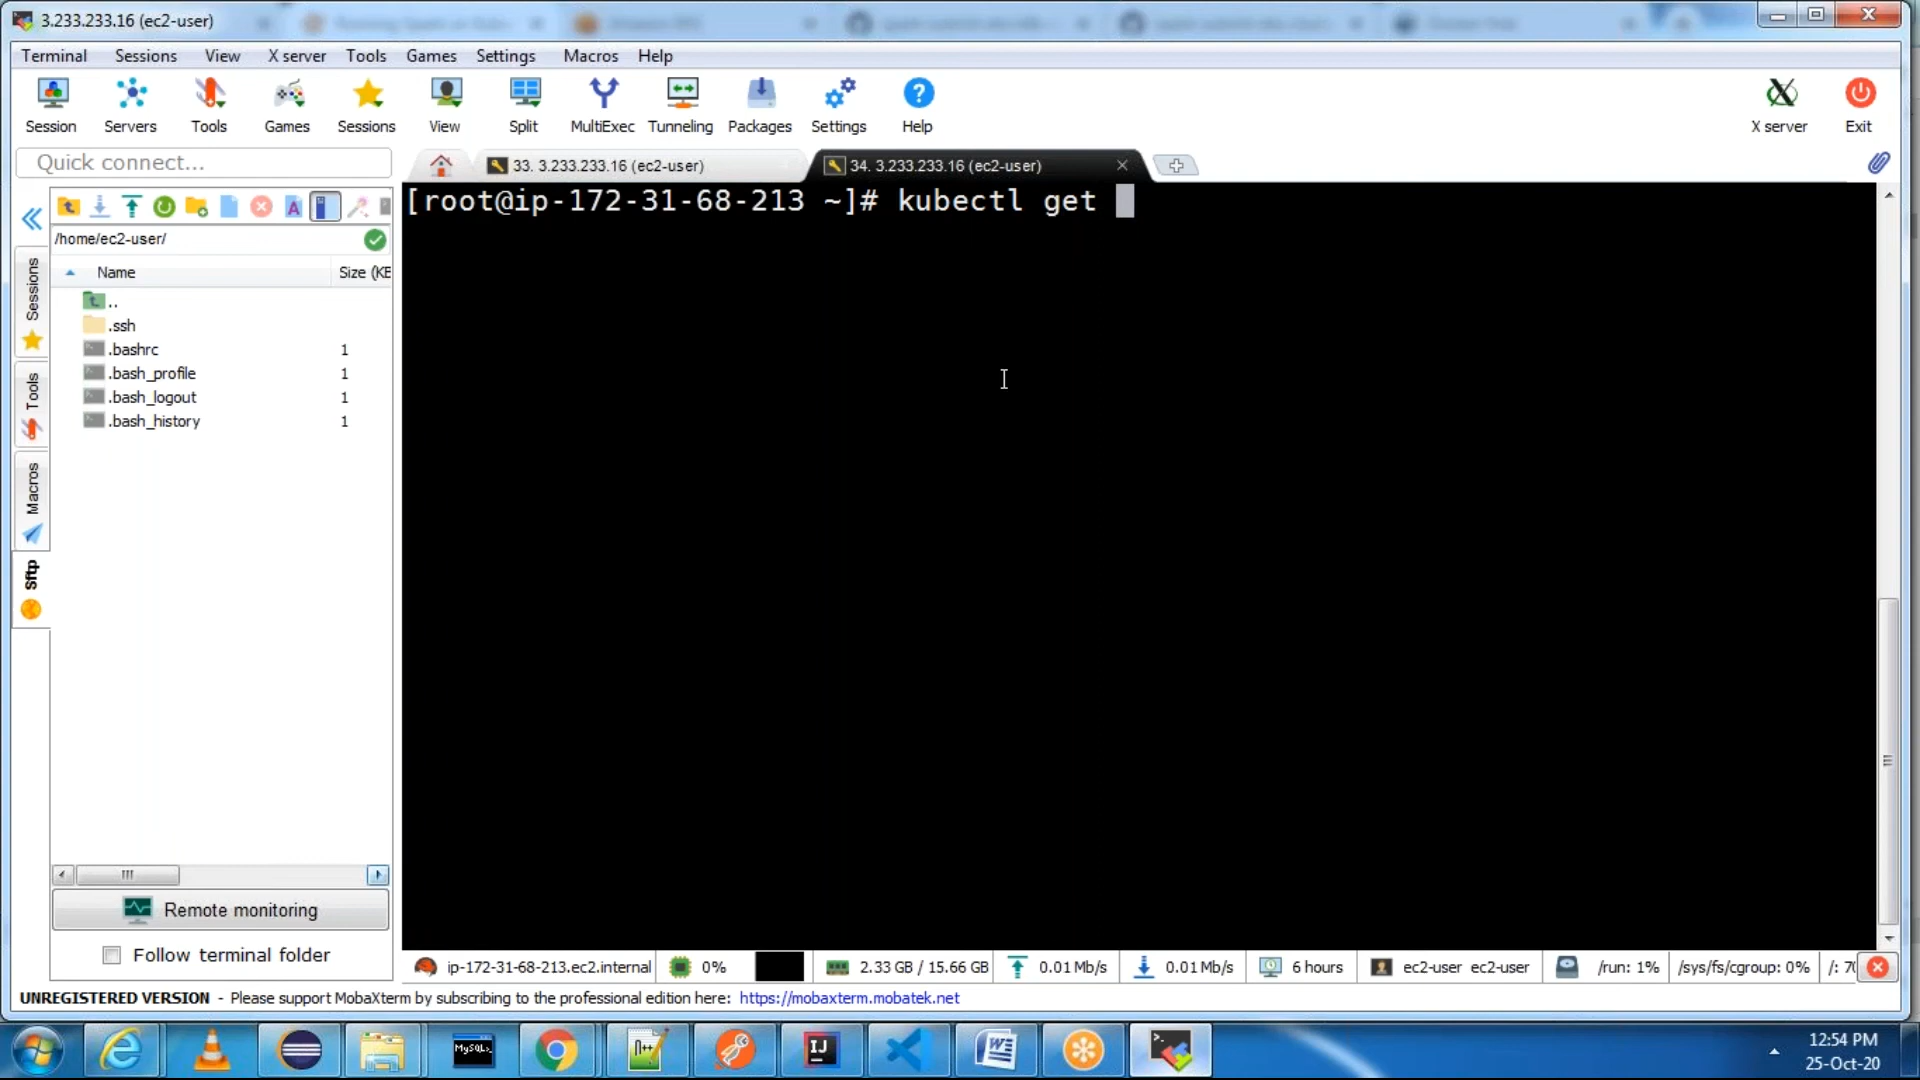 3.233.233.16 (ec2-user)
Terminal Sessions View X server Tools Games Settings Macros Help
Session Servers Tools Games Sessions View Split MultiExec Tunneling Packages Settings Help X server Exit
Quick connect...
33. 3.233.233.16 (ec2-user)
34. 3.233.233.16 (ec2-user)
/home/ec2-user/
Name Size (KB
..
.ssh
.bashrc 1
.bash_profile 1
.bash_logout 1
.bash_history 1
Sessions
Tools
Macros
Sftp
[root@ip-172-31-68-213 ~]# kubectl get
Remote monitoring
Follow terminal folder
ip-172-31-68-213.ec2.internal 0% 2.33 GB / 15.66 GB 0.01 Mb/s 0.01 Mb/s 6 hours ec2-user ec2-user /run: 1% /sys/fs/cgroup: 0% /: 70
UNREGISTERED VERSION - Please support MobaXterm by subscribing to the professional edition here: https://mobaxterm.mobatek.net
MySQL>_
N++
IJ
W
12:54 PM
25-Oct-20